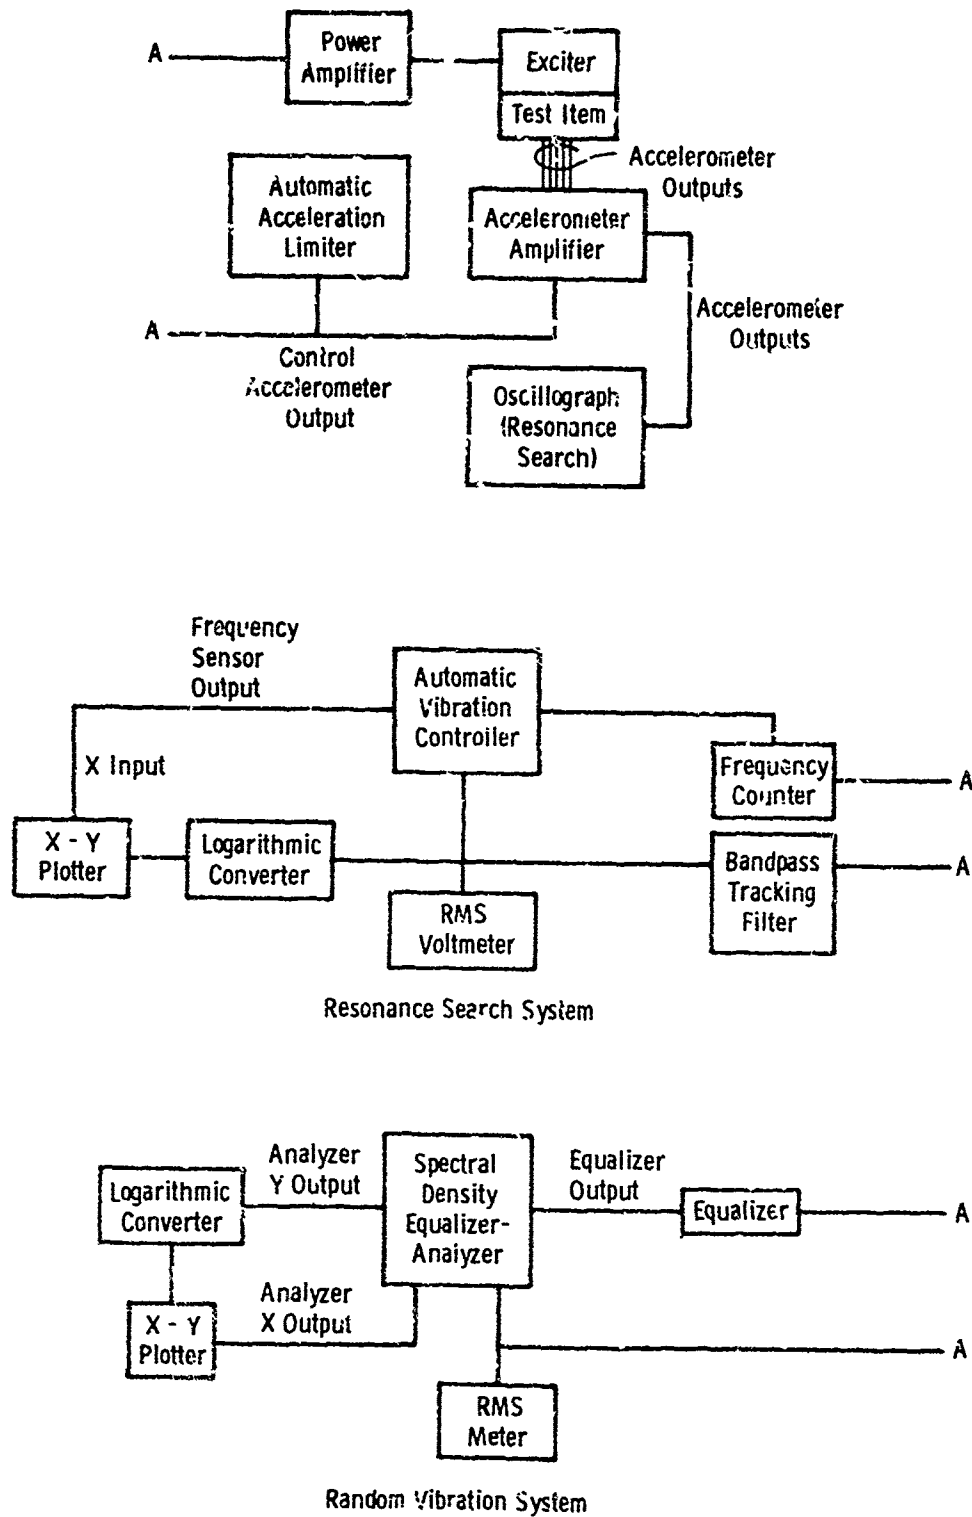 A
Power
Amplifier
Exciter
Test Item
Accelerometer
Outputs
Automatic
Acceleration
Limiter
Accelerometer
Amplifier
A
Control
Accelerometer
Output
Accelerometer
Outputs
Oscillograph
(Resonance
Search)
Frequency
Sensor
Output
Automatic
Vibration
Controller
X Input
Frequency
Counter
A
X - Y
Plotter
Logarithmic
Converter
Bandpass
Tracking
Filter
A
RMS
Voltmeter
Resonance Search System
Analyzer
Y Output
Spectral
Density
Equalizer-
Analyzer
Equalizer
Output
Logarithmic
Converter
Equalizer
A
Analyzer
X Output
X - Y
Plotter
A
RMS
Meter
Random Vibration System